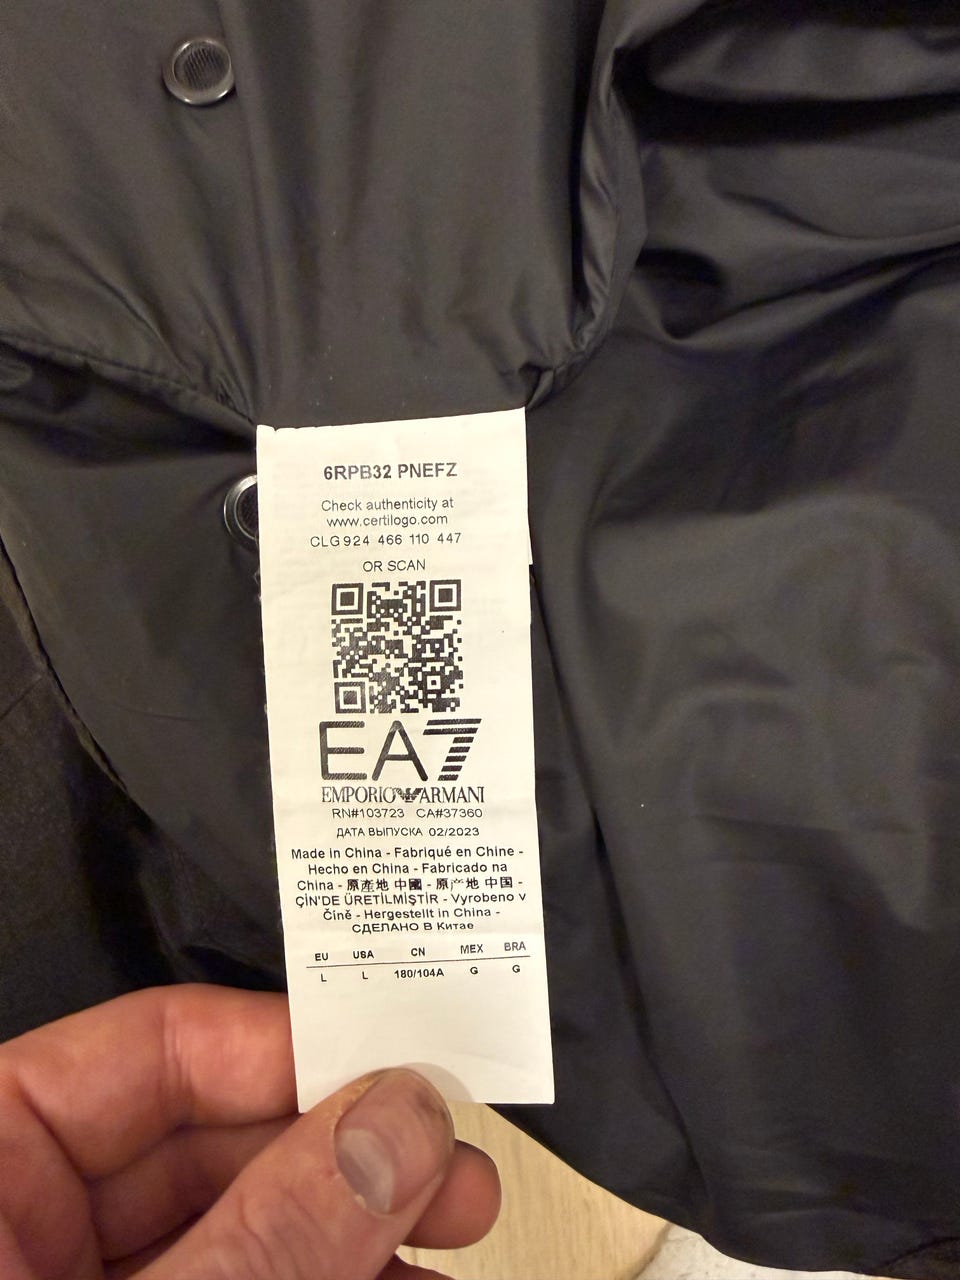 6RPB32 PNEFZ
Check authenticity at
www.certilogo.com
CLG 924 466 110 447
OR SCAN
EA7
EMPORIO ARMANI
RN#103723 CA#37360
ДАТА ВЫПУСКА 02/2023
Made in China - Fabriqué en Chine -
Hecho en China - Fabricado na
China - 原產地 中國 - 原产地 中国 -
ÇİN'DE ÜRETİLMİŞTİR - Vyrobeno v
Číně - Hergestellt in China -
СДЕЛАНО В Китае
EU USA CN MEX BRA
L L 180/104A G G